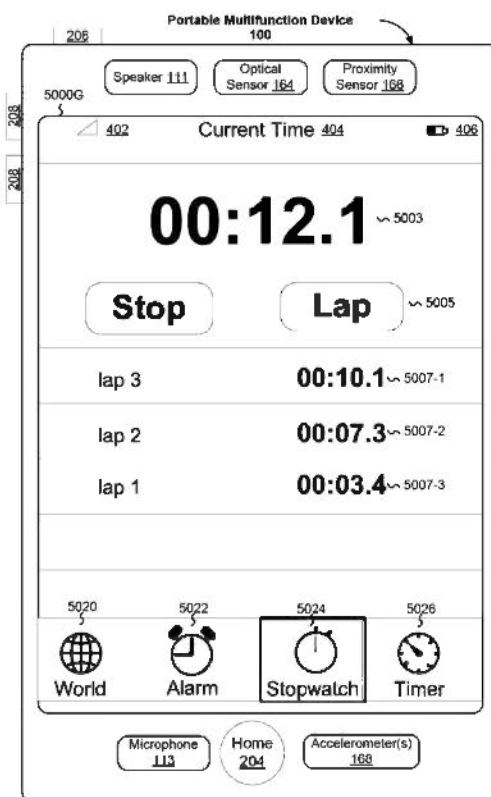 Portable Multifunction Device
100
206
208
208
Speaker 111
Optical
Sensor 164
Proximity
Sensor 166
5000G
402
Current Time 404
406
00:12.1
5003
Stop
Lap
5005
lap 3
00:10.1
5007-1
lap 2
00:07.3
5007-2
lap 1
00:03.4
5007-3
5020
5022
5024
5026
World
Alarm
Stopwatch
Timer
Microphone
113
Home
204
Accelerometer(s)
168